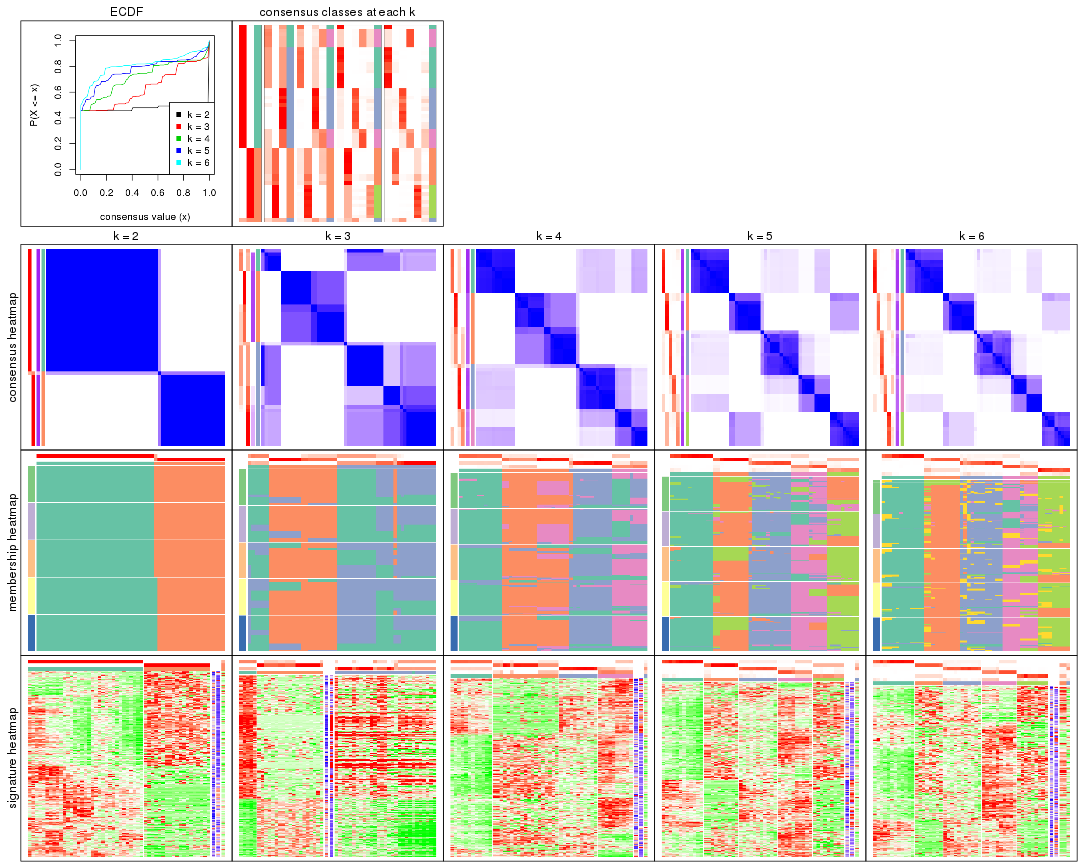 ECDF
consensus classes at each k
P(X <= x)
0.0 0.2 0.4 0.6 0.8 1.0
k = 2
k = 3
k = 4
k = 5
k = 6
0.0 0.2 0.4 0.6 0.8 1.0
consensus value (x)
k = 2 k = 3 k = 4 k = 5 k = 6
consensus heatmap
membership heatmap
signature heatmap